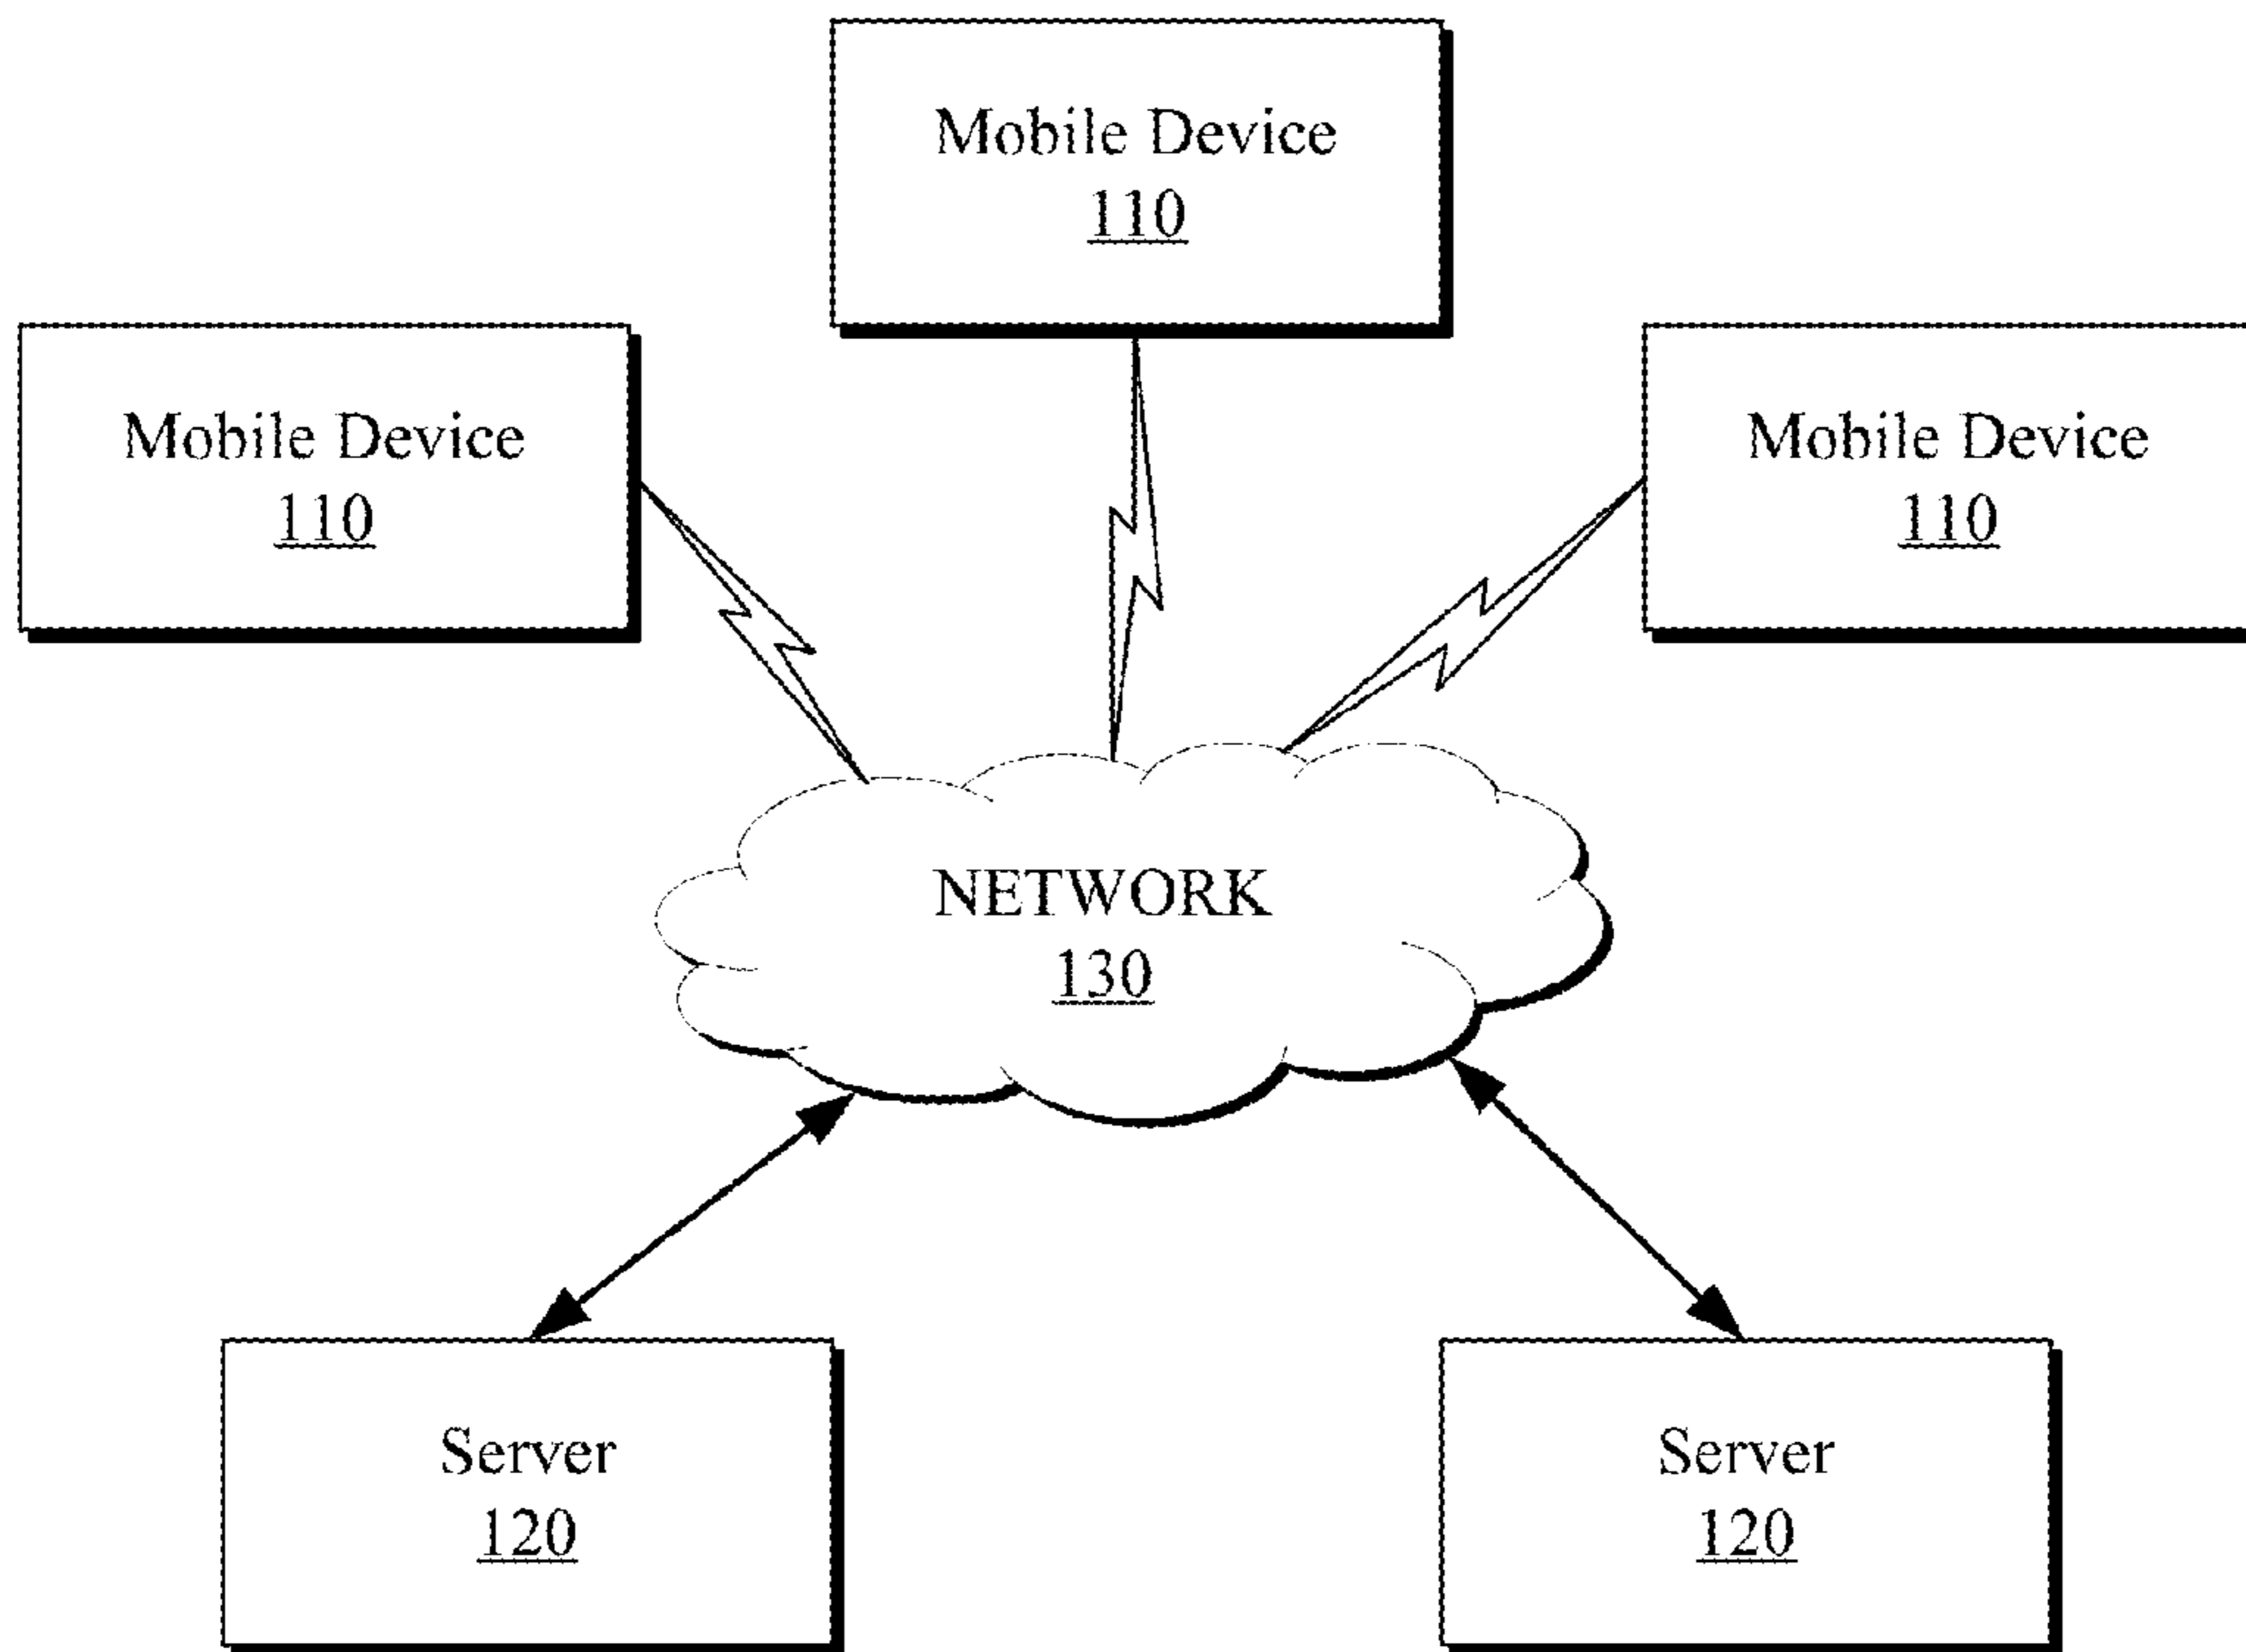 Mobile Device
110
Mobile Device
110
Mobile Device
110
NETWORK
130
Server
120
Server
120